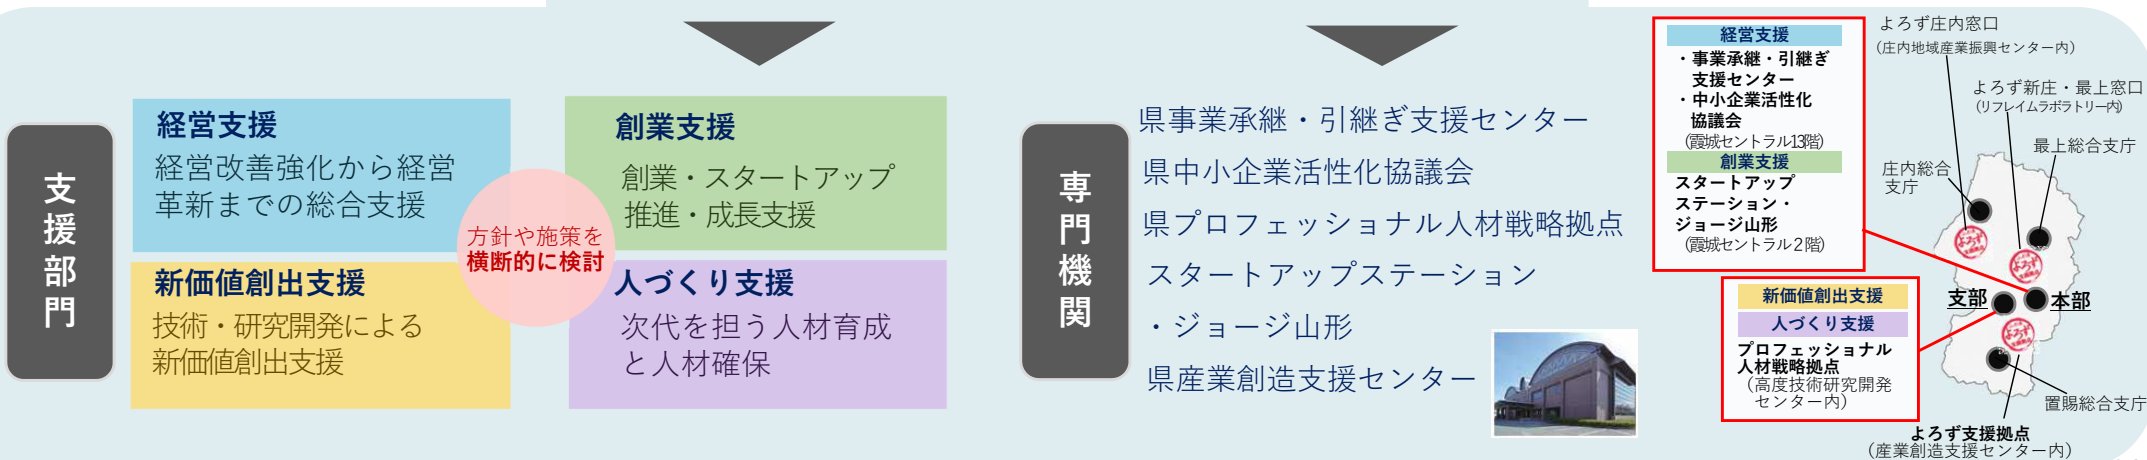 支援部門
経営支援
経営改善強化から経営
革新までの総合支援
創業支援
創業・スタートアップ
推進・成長支援
方針や施策を
横断的に検討
新価値創出支援
技術・研究開発による
新価値創出支援
人づくり支援
次代を担う人材育成
と人材確保
専門機関
県事業承継・引継ぎ支援センター
県中小企業活性化協議会
県プロフェッショナル人材戦略拠点
スタートアップステーション
・ジョージ山形
県産業創造支援センター
経営支援
・事業承継・引継ぎ
支援センター
・中小企業活性化
協議会
(霞城セントラル13階)
創業支援
スタートアップ
ステーション・
ジョージ山形
(霞城セントラル2階)
新価値創出支援
人づくり支援
プロフェッショナル
人材戦略拠点
(高度技術研究開発
センター内)
よろず庄内窓口
(庄内地域産業振興センター内)
よろず新庄・最上窓口
(リフレイムラボラトリー内)
最上総合支庁
庄内総合
支庁
よろず
よろず
支部
本部
よろず
置賜総合支庁
よろず支援拠点
(産業創造支援センター内)